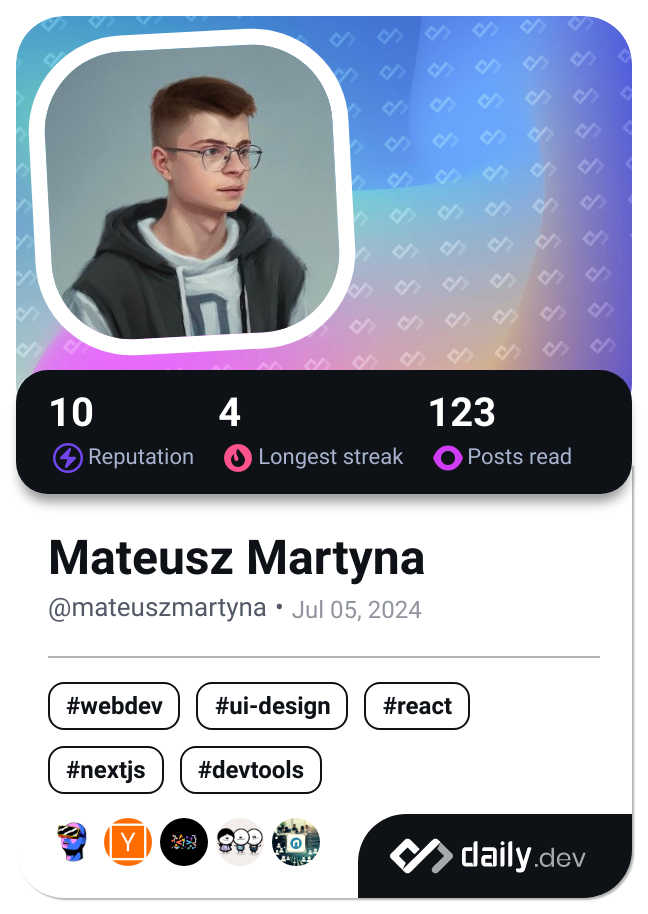 10 4 123
Reputation Longest streak Posts read
Mateusz Martyna
@mateuszmartyna • Jul 05, 2024
#webdev #ui-design #react
#nextjs #devtools
Y
daily.dev